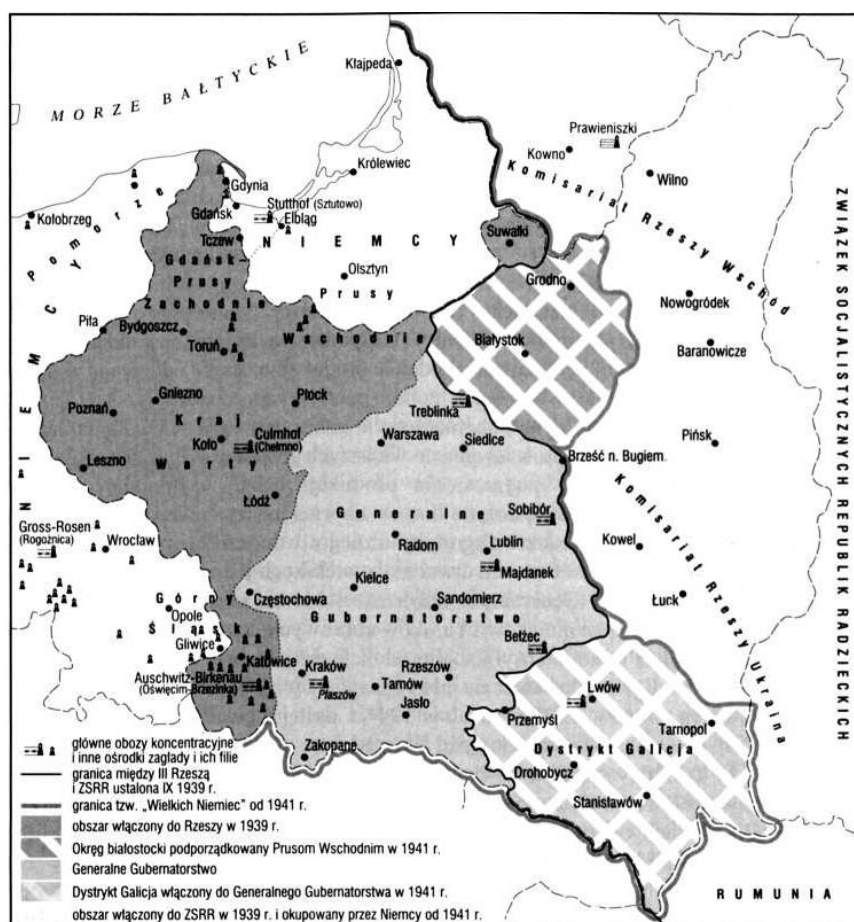 MORZE BAŁTYCKIE
Kłajpeda
Prawieniszki
Kowno
Wilno
Królewiec
Komisariat Rzeszy Wschód
ZWIĄZEK SOCJALISTYCZNYCH REPUBLIK RADZIECKICH
Gdynia
Gdańsk
Stutthof (Sztutowo)
Elbląg
Kołobrzeg
Pomorze
NIEMCY
Tczew
NIEMCY
Suwałki
Gdańsk-
Prusy
Zachodnie
Olsztyn
Prusy
Wschodnie
Grodno
Nowogródek
Piła
Bydgoszcz
Toruń
Białystok
Baranowicze
Gniezno
Poznań
Płock
Treblinka
Kraj
Warty
Koło
Culmhof
(Chełmno)
Warszawa
Siedlce
Pińsk
Brześć n. Bugiem.
Leszno
Łódź
Generalne
Gubernatorstwo
Sobibór
Komisariat Rzeszy Ukraina
Gross-Rosen
(Rogoźnica)
Wrocław
Radom
Lublin
Majdanek
Kowel
Kielce
Łuck
Górny
Śląsk
Częstochowa
Sandomierz
Opole
Gliwice
Bełżec
Katowice
Kraków
Płaszów
Rzeszów
Auschwitz-Birkenau
(Oświęcim-Brzezinka)
Tarnów
Lwów
Jasło
Przemyśl
Tarnopol
Zakopane
Dystrykt Galicja
Drohobycz
Stanisławów
RUMUNIA
główne obozy koncentracyjne
i inne ośrodki zagłady i ich filie
granica między III Rzeszą
i ZSRR ustalona IX 1939 r.
granica tzw. „Wielkich Niemiec" od 1941 r.
obszar włączony do Rzeszy w 1939 r.
Okręg białostocki podporządkowany Prusom Wschodnim w 1941 r.
Generalne Gubernatorstwo
Dystrykt Galicja włączony do Generalnego Gubernatorstwa w 1941 r.
obszar włączony do ZSRR w 1939 r. i okupowany przez Niemcy od 1941 r.